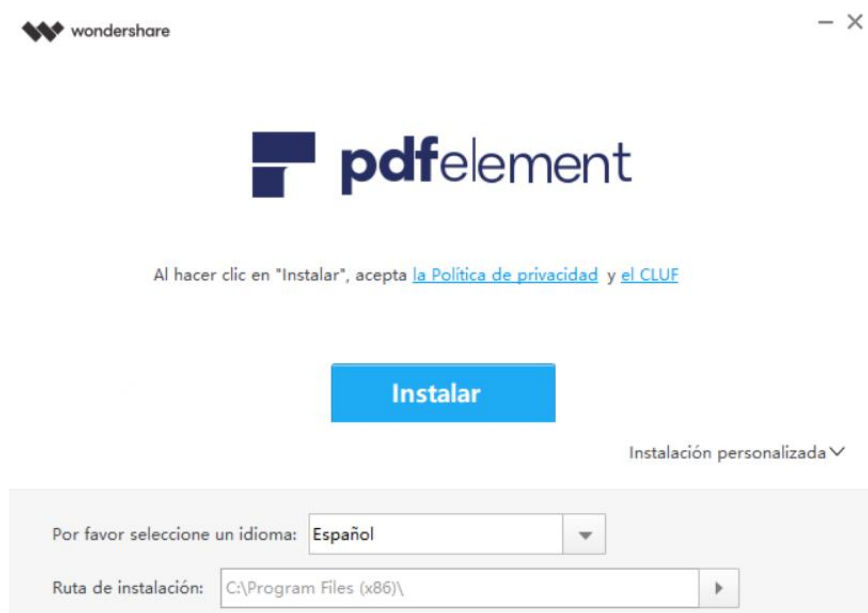 wondershare
pdfelement
Al hacer clic en "Instalar", acepta la Política de privacidad y el CLUF
Instalar
Instalación personalizada
Por favor seleccione un idioma: Español
Ruta de instalación: C:\Program Files (x86)\